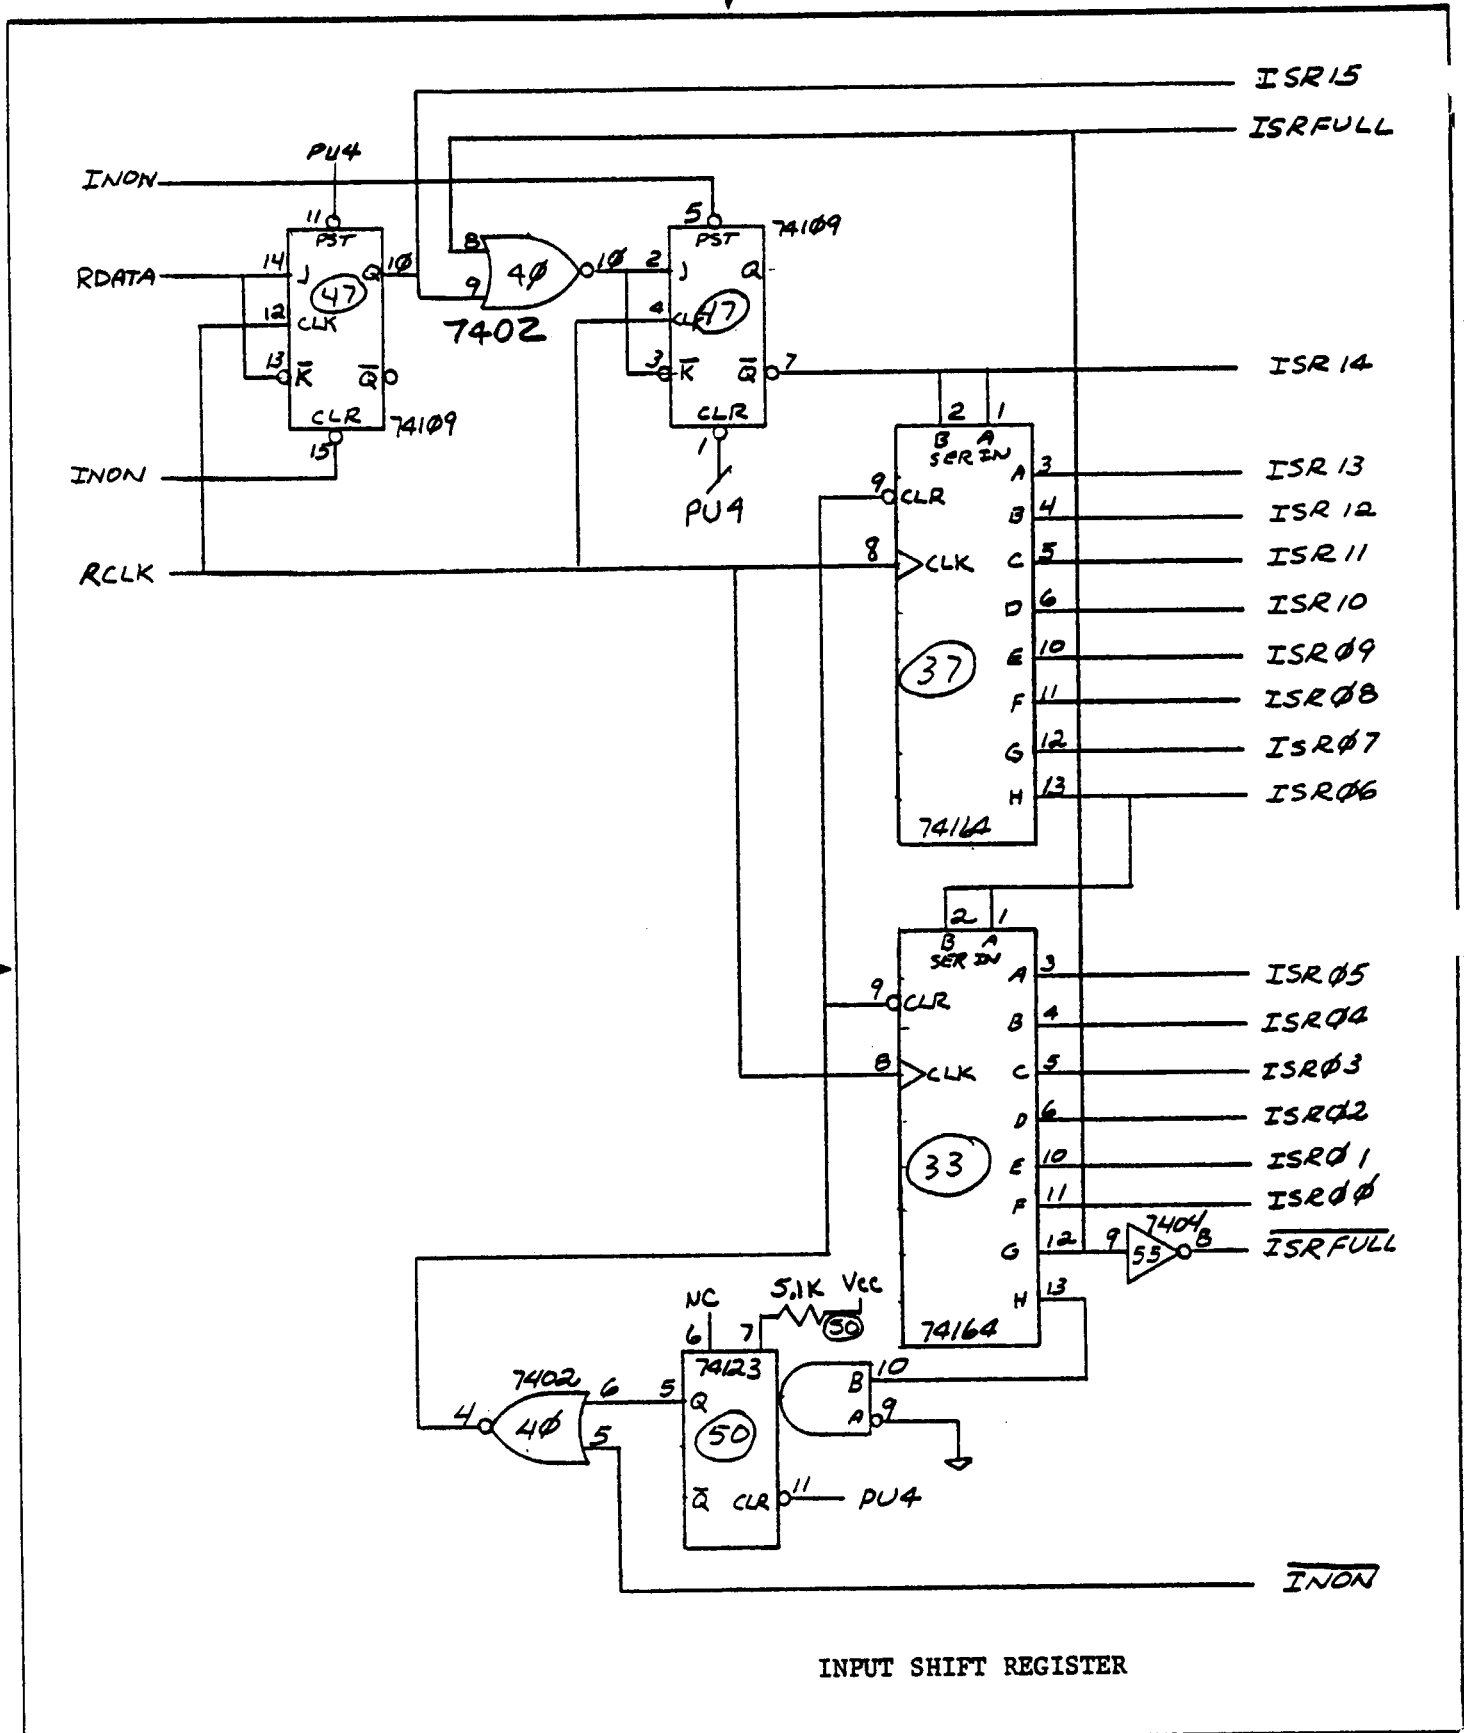 ISR15
ISRFULL
PU4
INON
11
5
PST
PST
74109
RDATA
14
J
Q
10
8
40
10
2
J
Q
47
9
4
CLK
47
12
CLK
7402
13
K̅
Q̅
3
K̅
Q̅
7
ISR14
CLR
74109
CLR
2
1
15
1
B
A
SER IN
INON
PU4
9
CLR
A
3
ISR13
B
4
ISR12
RCLK
8
CLK
C
5
ISR11
D
6
ISR10
37
E
10
ISR09
F
11
ISR08
G
12
ISR07
H
13
ISR06
74164
2
1
B
A
SER IN
9
CLR
A
3
ISR05
B
4
ISR04
8
CLK
C
5
ISR03
D
6
ISR02
33
E
10
ISR01
F
11
ISR00
7404
G
12
9
55
8
I̅S̅R̅F̅U̅L̅L̅
NC
5.1K
Vcc
H
13
6
7
50
74164
7402
74123
B
10
4
40
6
5
Q
A
9
5
50
Q̅
CLR
11
PU4
I̅N̅O̅N̅
INPUT SHIFT REGISTER